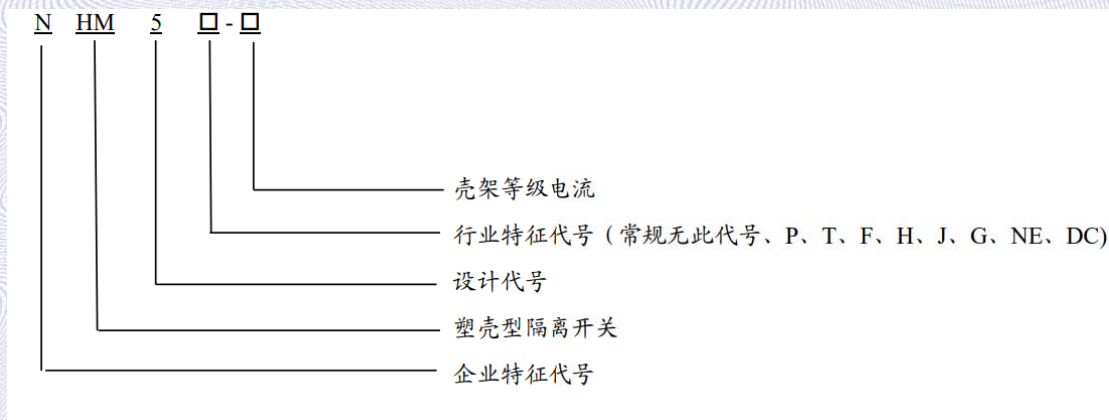 N HM 5 □-□
壳架等级电流
行业特征代号（常规无此代号、P、T、F、H、J、G、NE、DC)
设计代号
塑壳型隔离开关
企业特征代号